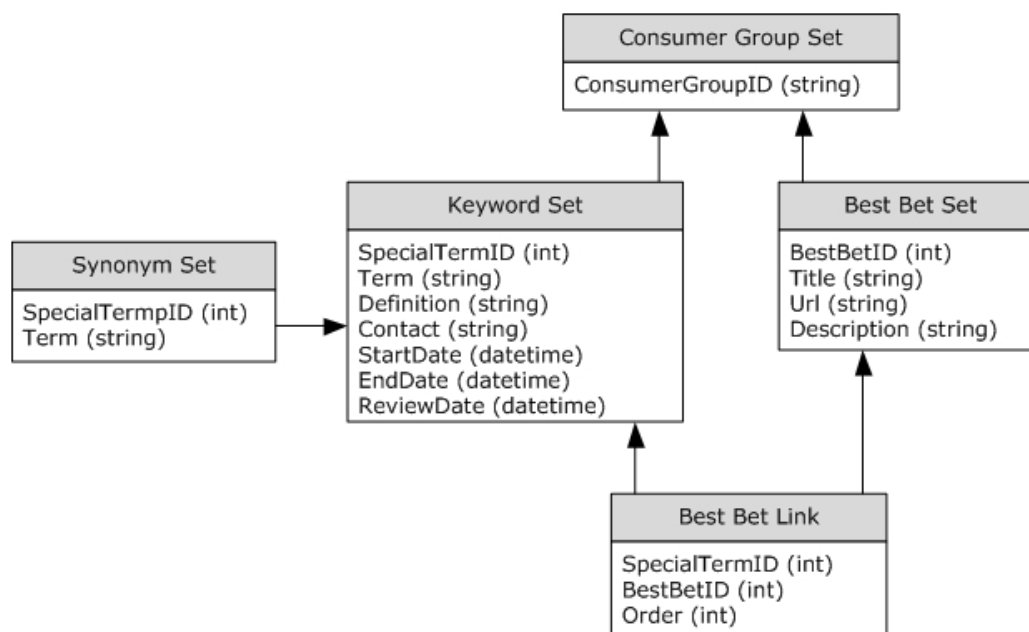 Consumer Group Set
ConsumerGroupID (string)
Keyword Set
SpecialTermID (int)
Term (string)
Definition (string)
Contact (string)
StartDate (datetime)
EndDate (datetime)
ReviewDate (datetime)
Best Bet Set
BestBetID (int)
Title (string)
Url (string)
Description (string)
Synonym Set
SpecialTermpID (int)
Term (string)
Best Bet Link
SpecialTermID (int)
BestBetID (int)
Order (int)